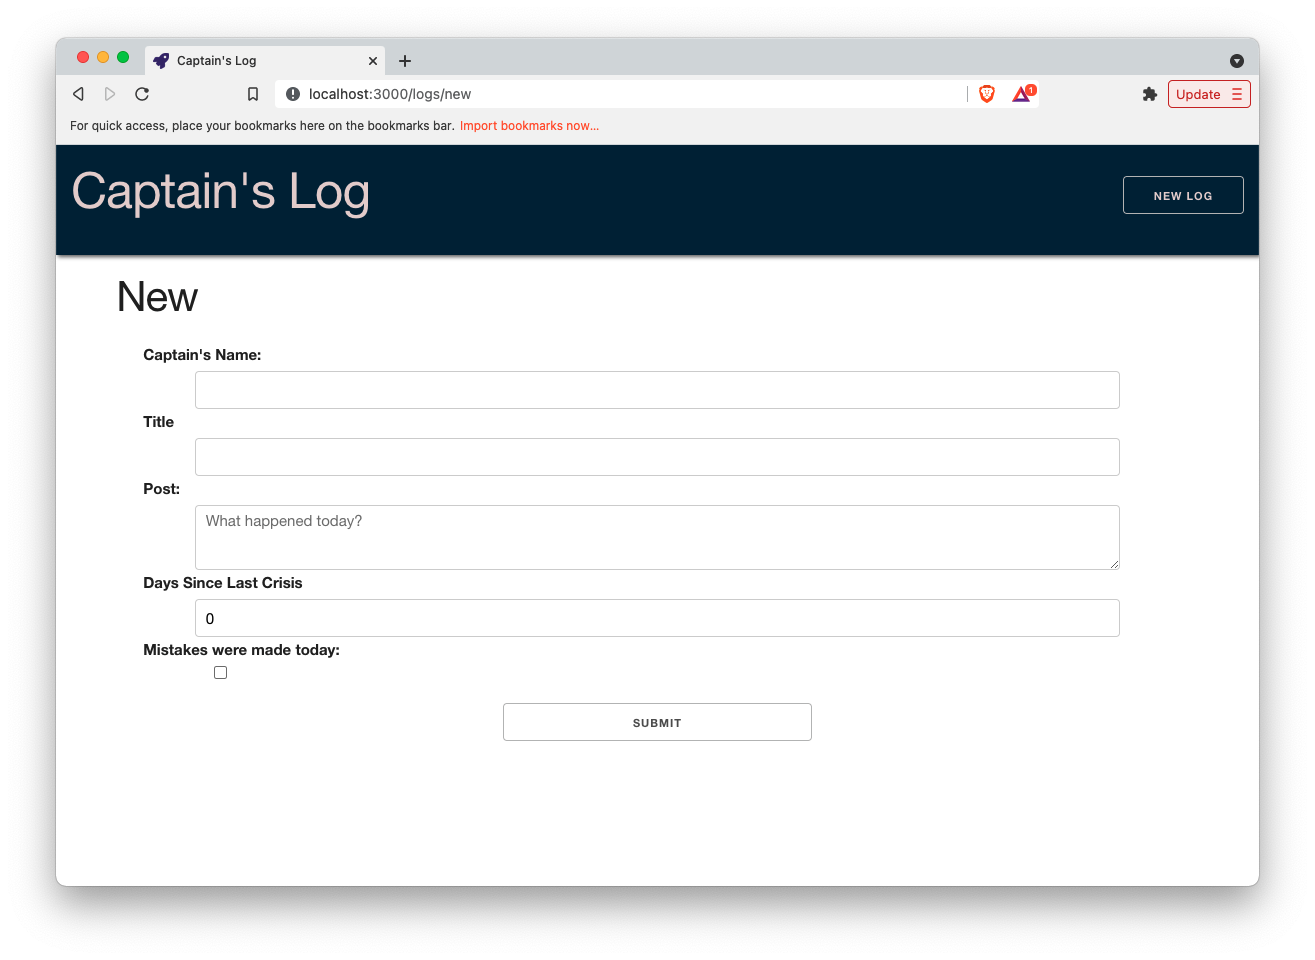 Captain's Log
localhost:3000/logs/new
1
Update
For quick access, place your bookmarks here on the bookmarks bar. Import bookmarks now...
Captain's Log
NEW LOG
New
Captain's Name:
Title
Post:
What happened today?
Days Since Last Crisis
0
Mistakes were made today:
SUBMIT